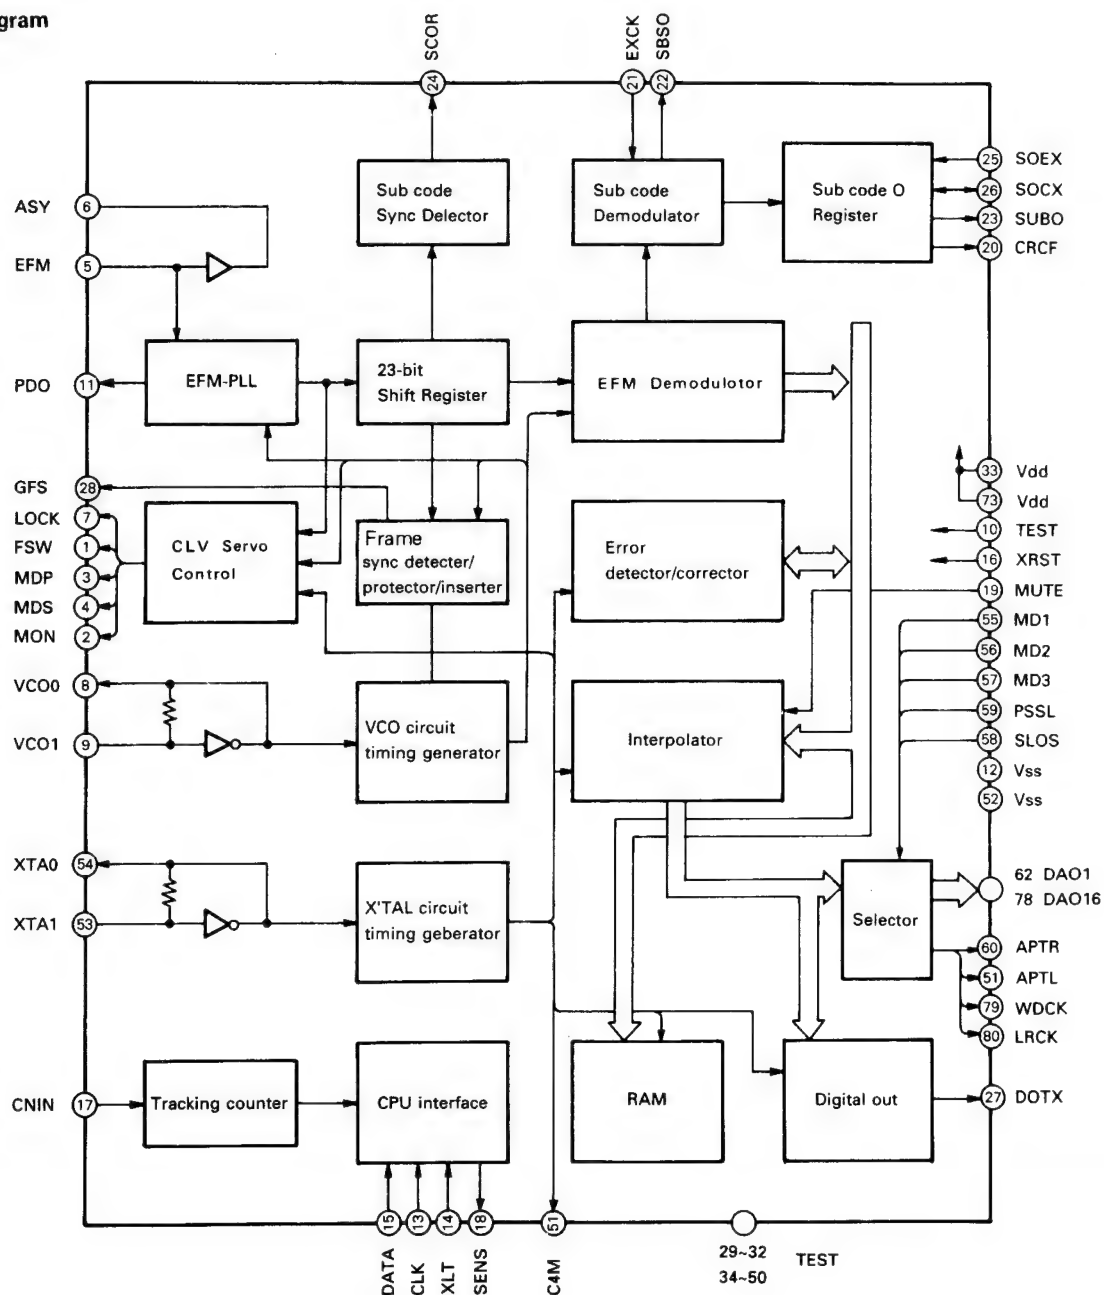 gram
SCOR
EXCK
SBSO
24
21
22
ASY
6
EFM
5
Sub code
Sync Delector
Sub code
Demodulator
Sub code O
Register
25
SOEX
26
SOCX
23
SUBO
20
CRCF
PDO
11
EFM-PLL
23-bit
Shift Register
EFM Demodulotor
GFS
28
LOCK
7
FSW
1
MDP
3
MDS
4
MON
2
CLV Servo
Control
Frame
sync detecter/
protector/inserter
Error
detector/corrector
33
Vdd
73
Vdd
10
TEST
16
XRST
19
MUTE
55
MD1
56
MD2
57
MD3
59
PSSL
58
SLOS
12
Vss
52
Vss
VCO0
8
VCO1
9
VCO circuit
timing generator
Interpolator
XTA0
54
XTA1
53
X'TAL circuit
timing geberator
Selector
62 DAO1
78 DAO16
60
APTR
51
APTL
79
WDCK
80
LRCK
CNIN
17
Tracking counter
CPU interface
RAM
Digital out
27
DOTX
15
13
14
18
51
DATA
CLK
XLT
SENS
C4M
29~32
34~50
TEST